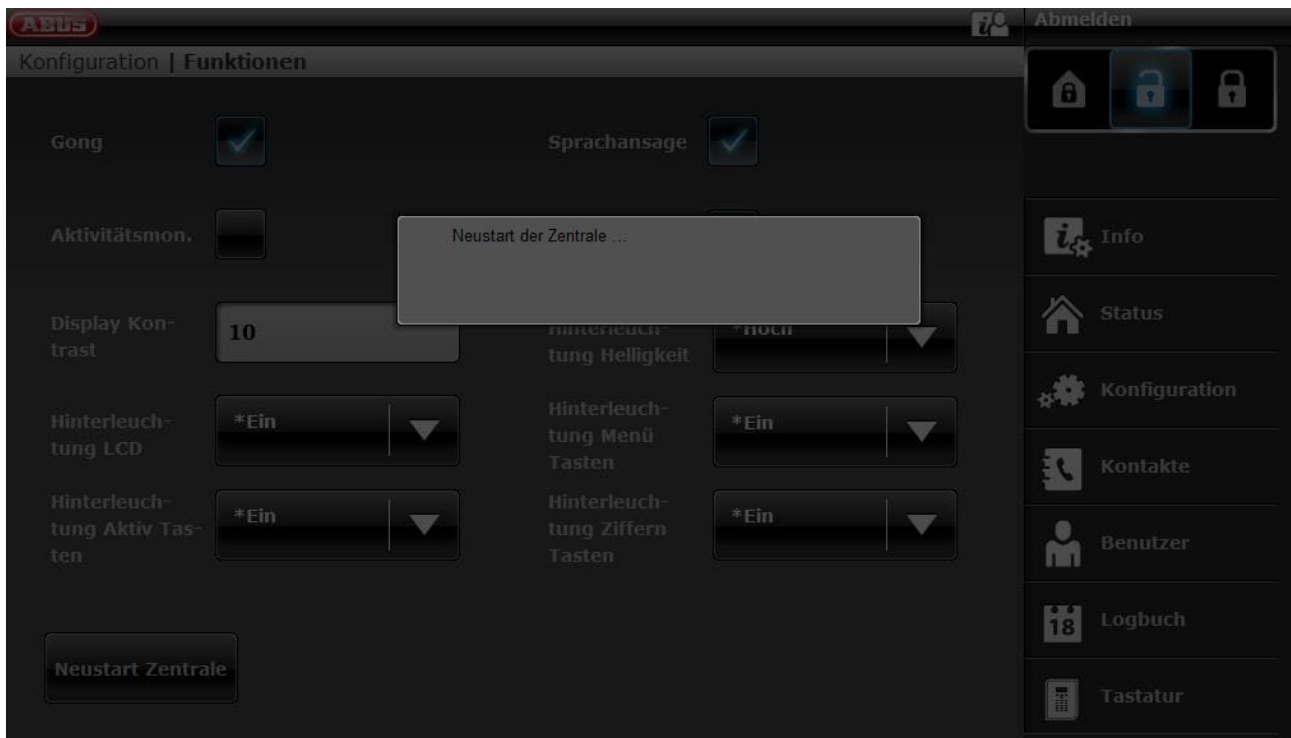 ABUS
Abmelden
Konfiguration | Funktionen
Gong
Sprachansage
Aktivitätsmon.
Neustart der Zentrale ...
Display Kon-
trast
10
Hinterleuch-
tung Helligkeit
*Hoch
Hinterleuch-
tung LCD
*Ein
Hinterleuch-
tung Menü
Tasten
*Ein
Hinterleuch-
tung Aktiv Tas-
ten
*Ein
Hinterleuch-
tung Ziffern
Tasten
*Ein
Neustart Zentrale
Info
Status
Konfiguration
Kontakte
Benutzer
18
Logbuch
Tastatur